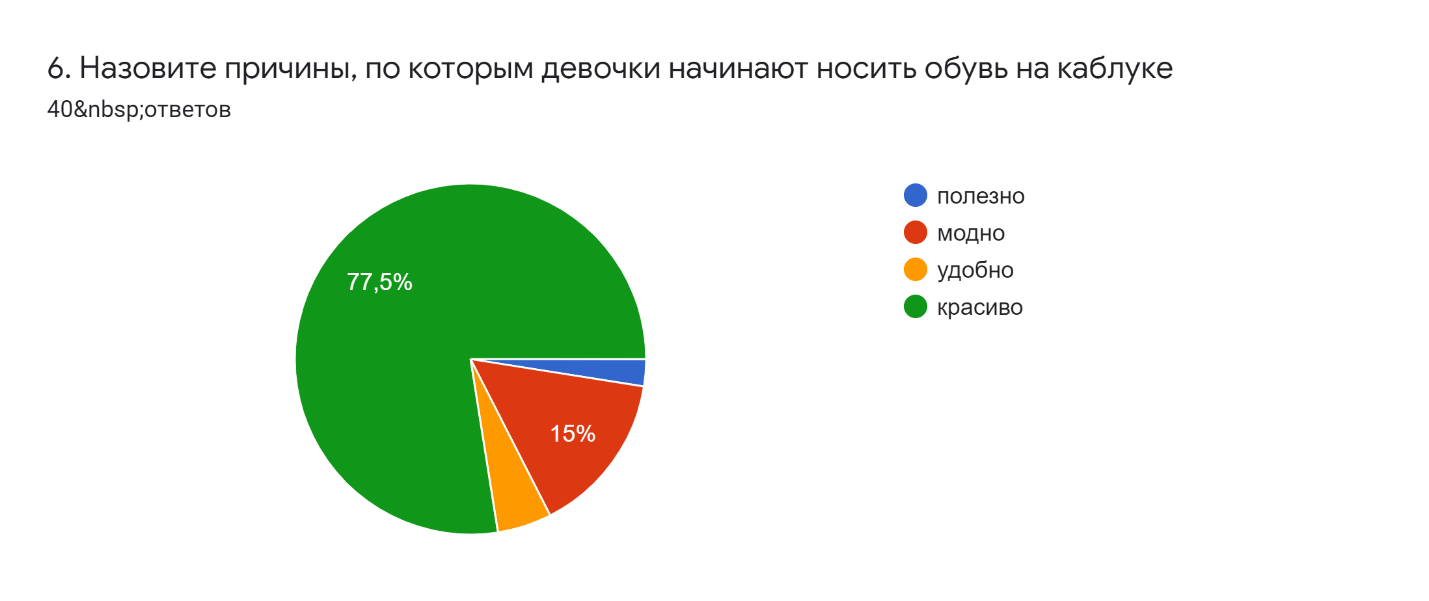 6. Назовите причины, по которым девочки начинают носить обувь на каблуке
40&nbsp;ответов
77,5%
15%
полезно
модно
удобно
красиво